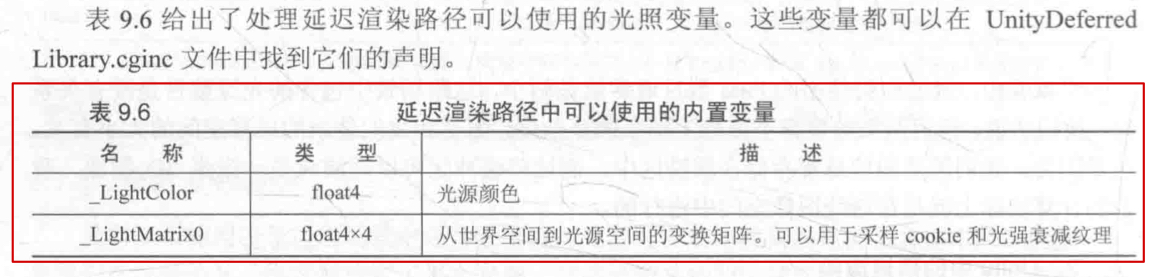 表 9.6 给出了处理延迟渲染路径可以使用的光照变量。这些变量都可以在 UnityDeferred
Library.cginc 文件中找到它们的声明。
表 9.6 延迟渲染路径中可以使用的内置变量
名 称 类 型 描 述
_LightColor float4 光源颜色
_LightMatrix0 float4×4 从世界空间到光源空间的变换矩阵。可以用于采样 cookie 和光强衰减纹理